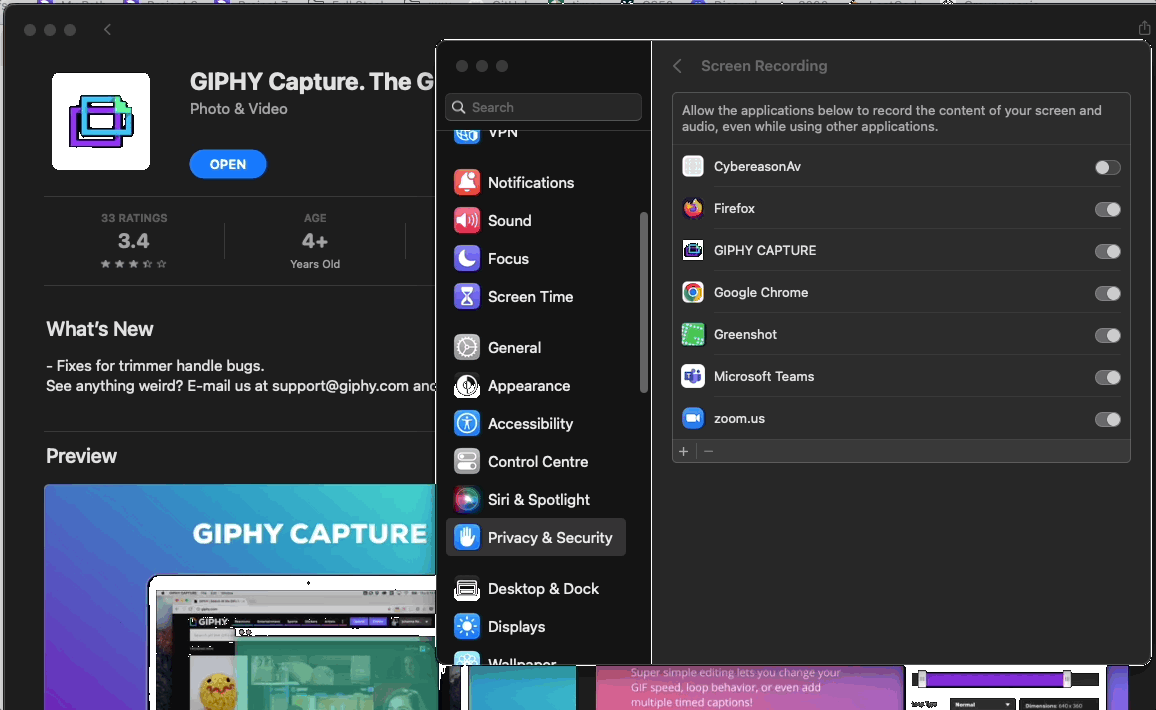 GIPHY Capture. The G
Photo & Video
OPEN
33 RATINGS
3.4
AGE
4+
Years Old
What's New
- Fixes for trimmer handle bugs.
See anything weird? E-mail us at support@giphy.com and
Preview
GIPHY CAPTURE
GIPHY
Search
VPN
Notifications
Sound
Focus
Screen Time
General
Appearance
Accessibility
Control Centre
Siri & Spotlight
Privacy & Security
Desktop & Dock
Displays
Wallpaper
Screen Recording
Allow the applications below to record the content of your screen and
audio, even while using other applications.
CybereasonAv
Firefox
GIPHY CAPTURE
Google Chrome
Greenshot
Microsoft Teams
zoom.us
Super simple editing lets you change your
GIF speed, loop behavior, or even add
multiple timed captions!
Normal
Dimensions: 640 x 360